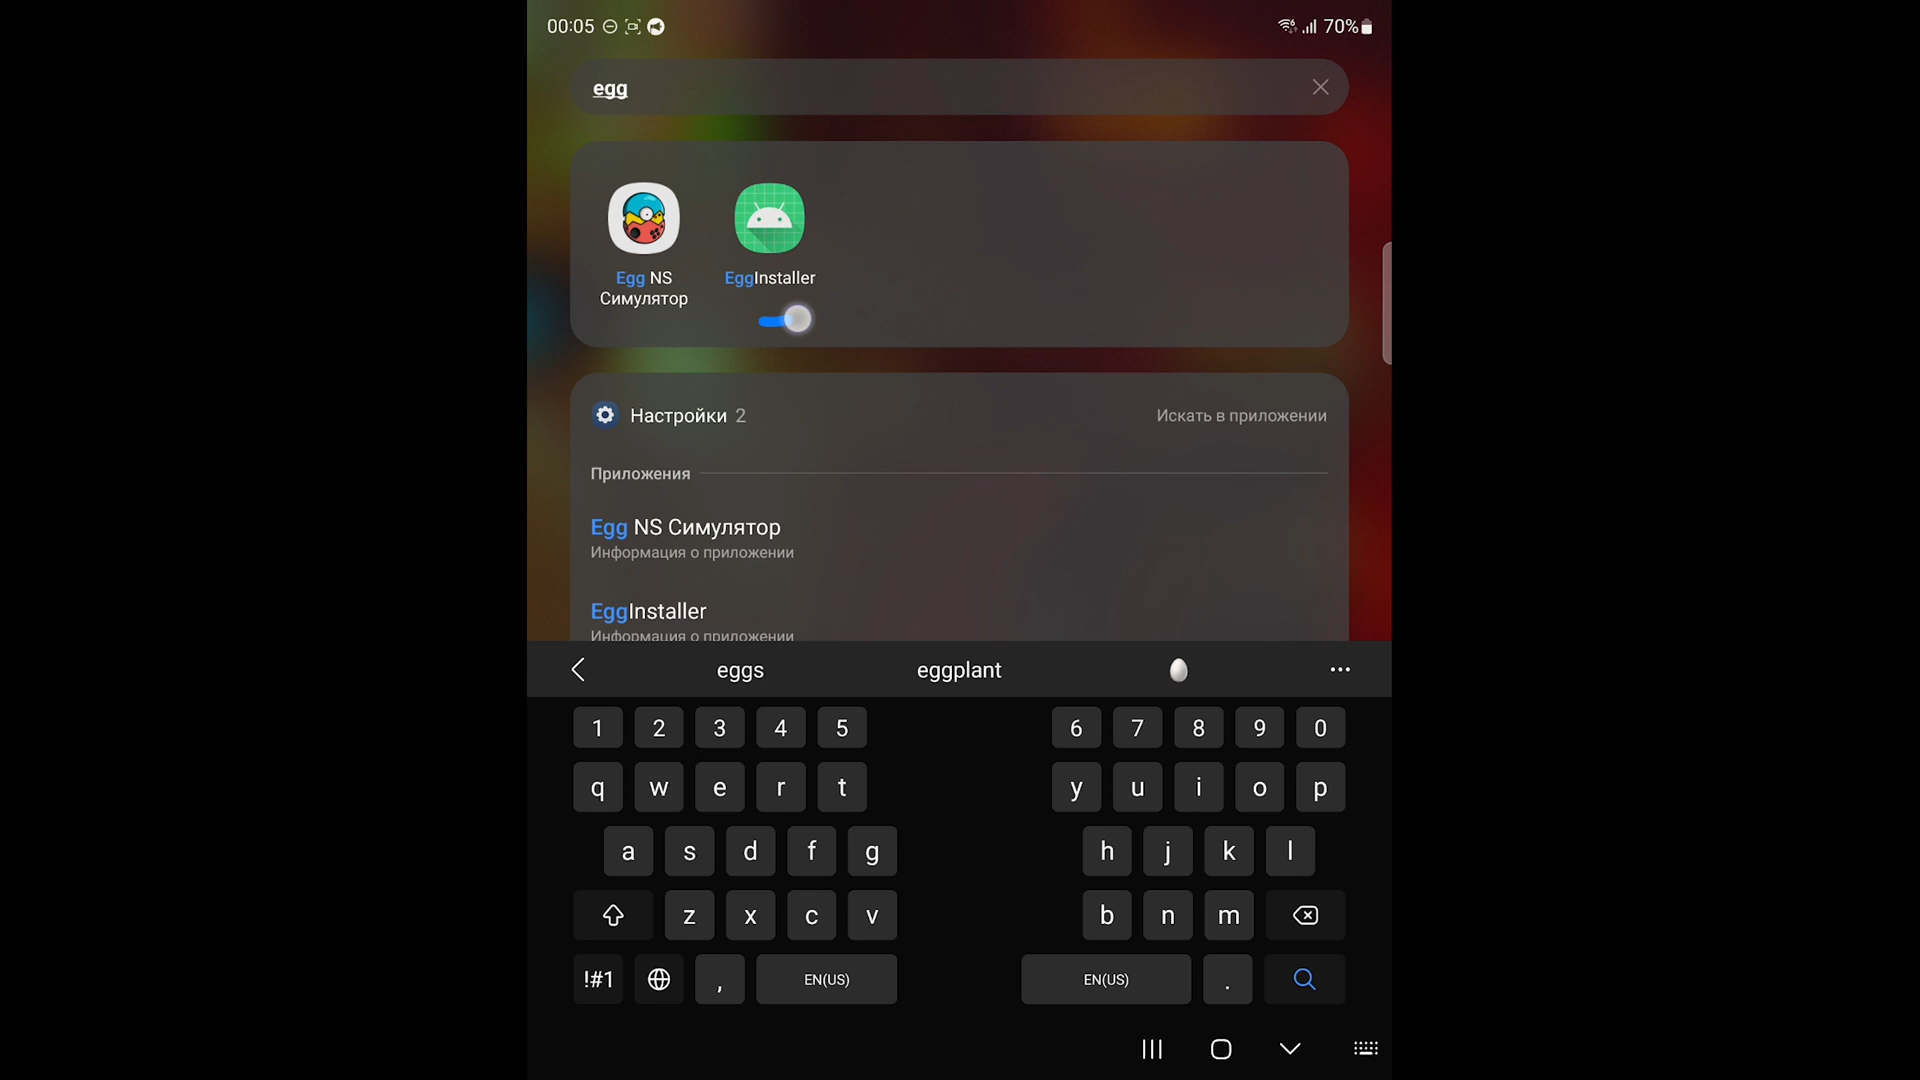 00:05
70%
egg
Egg NS
Симулятор
EggInstaller
Настройки 2
Искать в приложении
Приложения
Egg NS Симулятор
Информация о приложении
EggInstaller
Информация о приложении
eggs eggplant
1 2 3 4 5 6 7 8 9 0
q w e r t y u i o p
a s d f g h j k l
z x c v b n m
!#1 , EN(US) EN(US) .